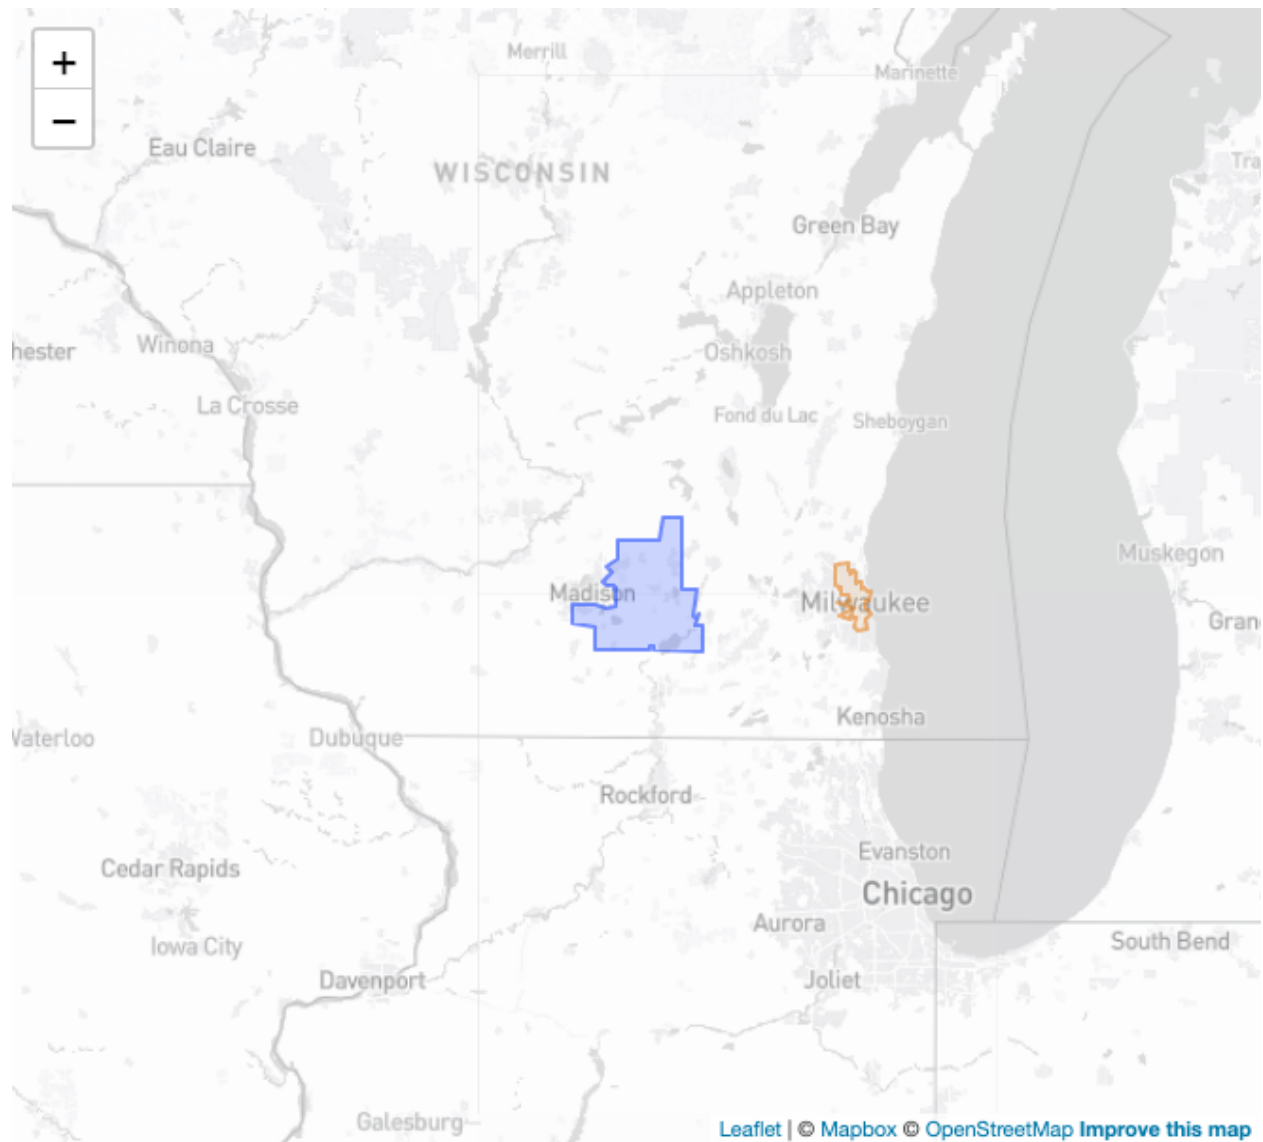 +
−
Merrill
Marinette
Eau Claire
WISCONSIN
Tra
Green Bay
Appleton
hester
Winona
Oshkosh
La Crosse
Fond du Lac
Sheboygan
Muskegon
Madison
Milwaukee
Gran
Kenosha
Waterloo
Dubuque
Rockford
Evanston
Cedar Rapids
Chicago
Aurora
Iowa City
South Bend
Davenport
Joliet
Galesburg
Leaflet | © Mapbox © OpenStreetMap Improve this map